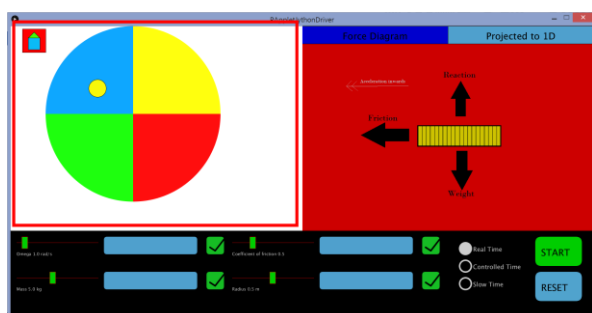 RAppletJythonDriver
Force Diagram
Projected to 1D
Reaction
Acceleration inwards
Friction
Weight
Omega 1.0 rad/s
Coefficient of friction 0.5
Real Time
START
Controlled Time
Mass 5.0 kg
Radius 0.5 m
Slow Time
RESET